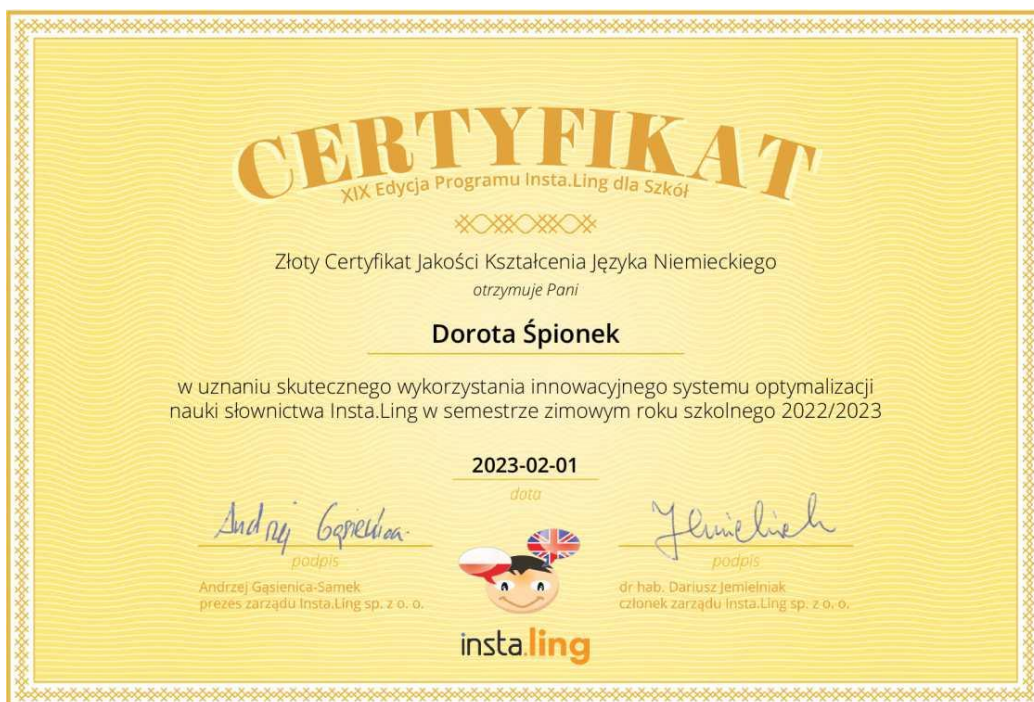 CERTYFIKAT
XIX Edycja Programu Insta.Ling dla Szkół
Złoty Certyfikat Jakości Kształcenia Języka Niemieckiego
otrzymuje Pani
Dorota Śpionek
w uznaniu skutecznego wykorzystania innowacyjnego systemu optymalizacji
nauki słownictwa Insta.Ling w semestrze zimowym roku szkolnego 2022/2023
2023-02-01
data
Andrzej Gąsienica
podpis
Andrzej Gąsienica-Samek
prezes zarządu Insta.Ling sp. z o. o.
JJemielniak
podpis
dr hab. Dariusz Jemielniak
członek zarządu Insta.Ling sp. z o. o.
insta.ling